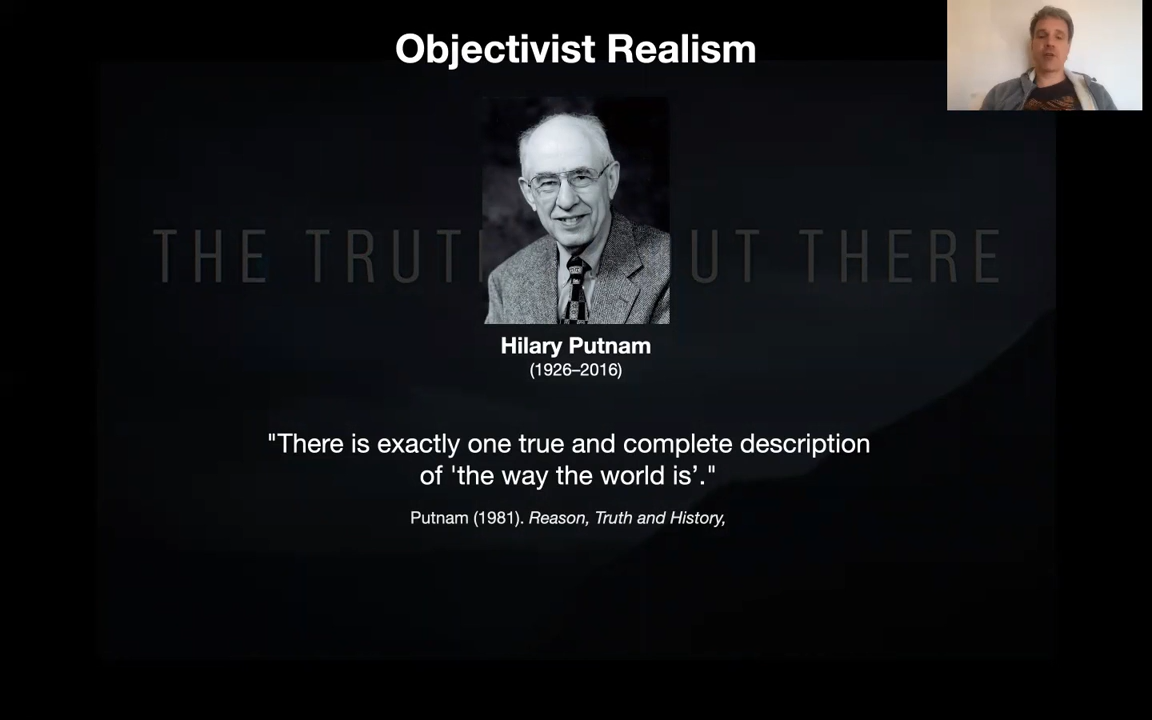 Objectivist Realism
THE TRUT UT THERE
Hilary Putnam
(1926–2016)
"There is exactly one true and complete description
of 'the way the world is’."
Putnam (1981). Reason, Truth and History,